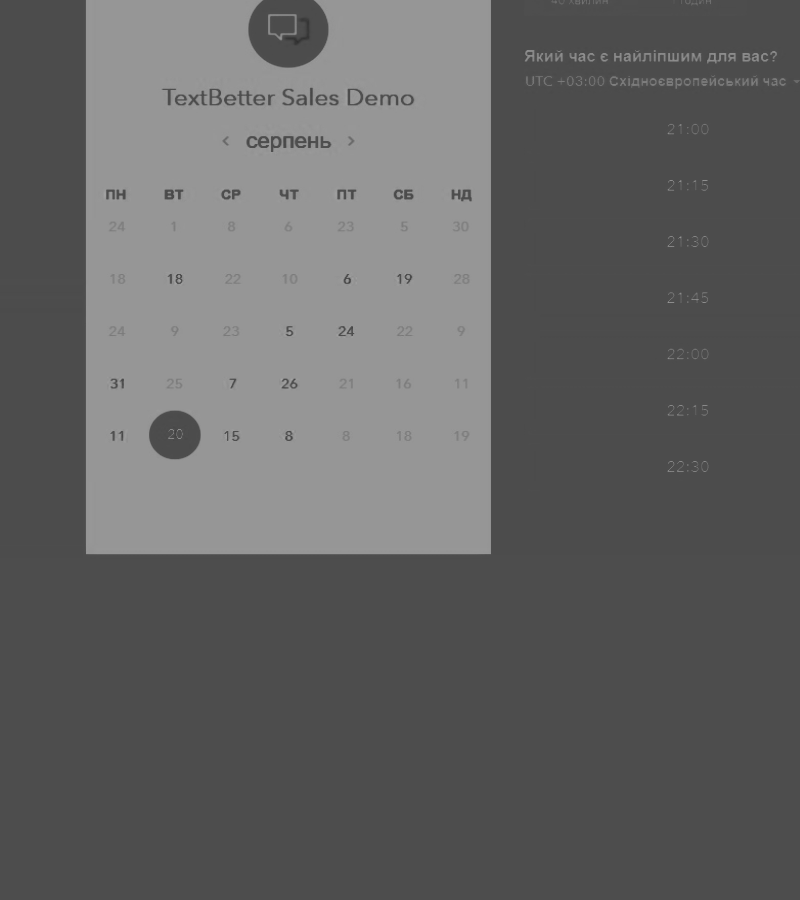 TextBetter Sales Demo
серпень
ПН ВТ СР ЧТ ПТ СБ НД
24 1 8 6 23 5 30
18 18 22 10 6 19 28
24 9 23 5 24 22 9
31 25 7 26 21 16 11
11 20 15 8 8 18 19
Який час є найліпшим для вас?
UTC +03:00 Східноєвропейський час
21:00
21:15
21:30
21:45
22:00
22:15
22:30